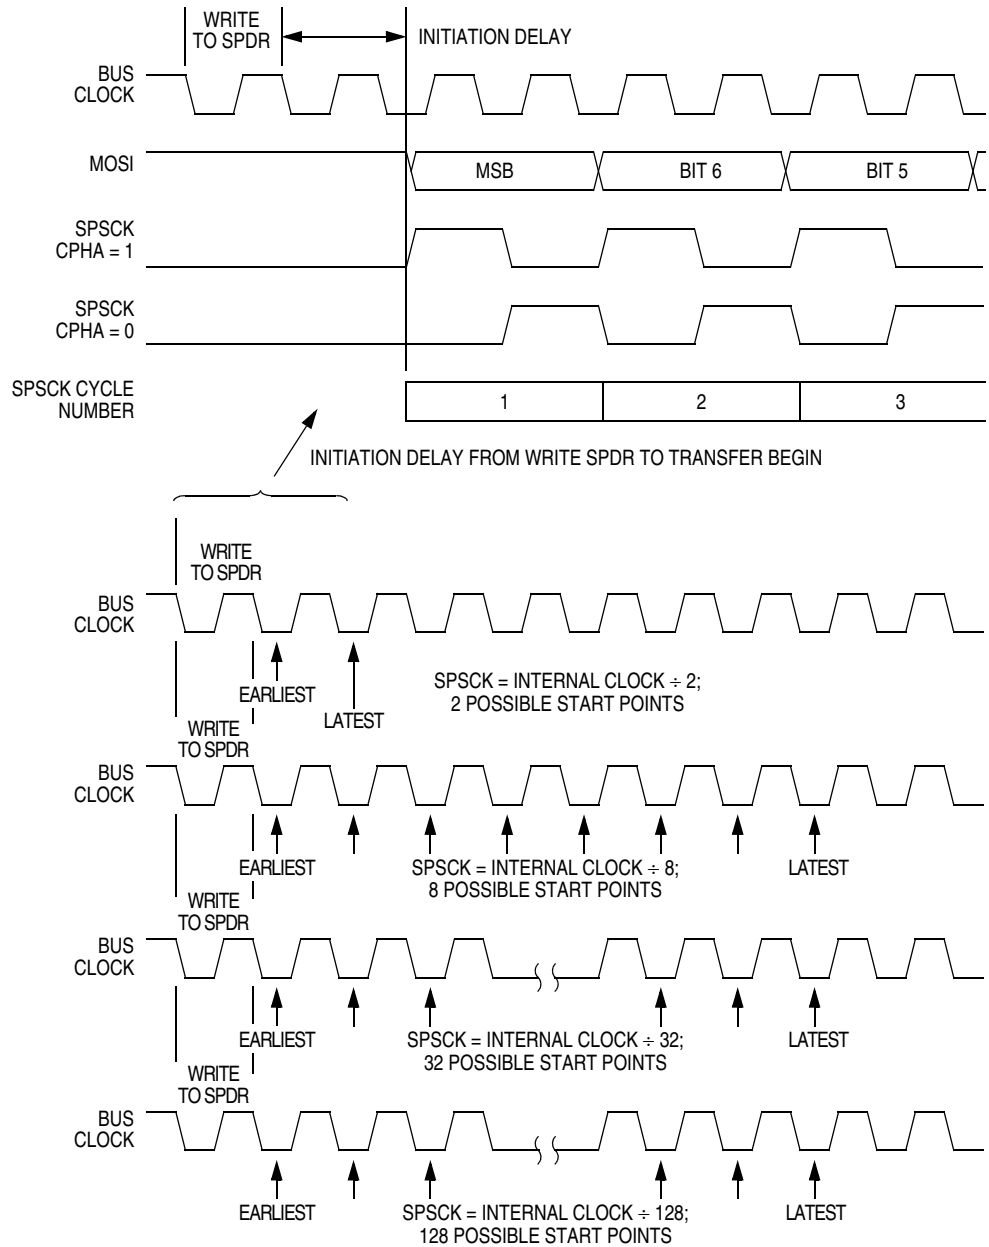 WRITE
TO SPDR
INITIATION DELAY
BUS
CLOCK
MOSI
MSB
BIT 6
BIT 5
SPSCK
CPHA = 1
SPSCK
CPHA = 0
SPSCK CYCLE
NUMBER
1
2
3
INITIATION DELAY FROM WRITE SPDR TO TRANSFER BEGIN
WRITE
TO SPDR
BUS
CLOCK
EARLIEST
LATEST
SPSCK = INTERNAL CLOCK ÷ 2;
2 POSSIBLE START POINTS
WRITE
TO SPDR
BUS
CLOCK
EARLIEST
SPSCK = INTERNAL CLOCK ÷ 8;
8 POSSIBLE START POINTS
LATEST
WRITE
TO SPDR
BUS
CLOCK
EARLIEST
SPSCK = INTERNAL CLOCK ÷ 32;
32 POSSIBLE START POINTS
LATEST
WRITE
TO SPDR
BUS
CLOCK
EARLIEST
SPSCK = INTERNAL CLOCK ÷ 128;
128 POSSIBLE START POINTS
LATEST